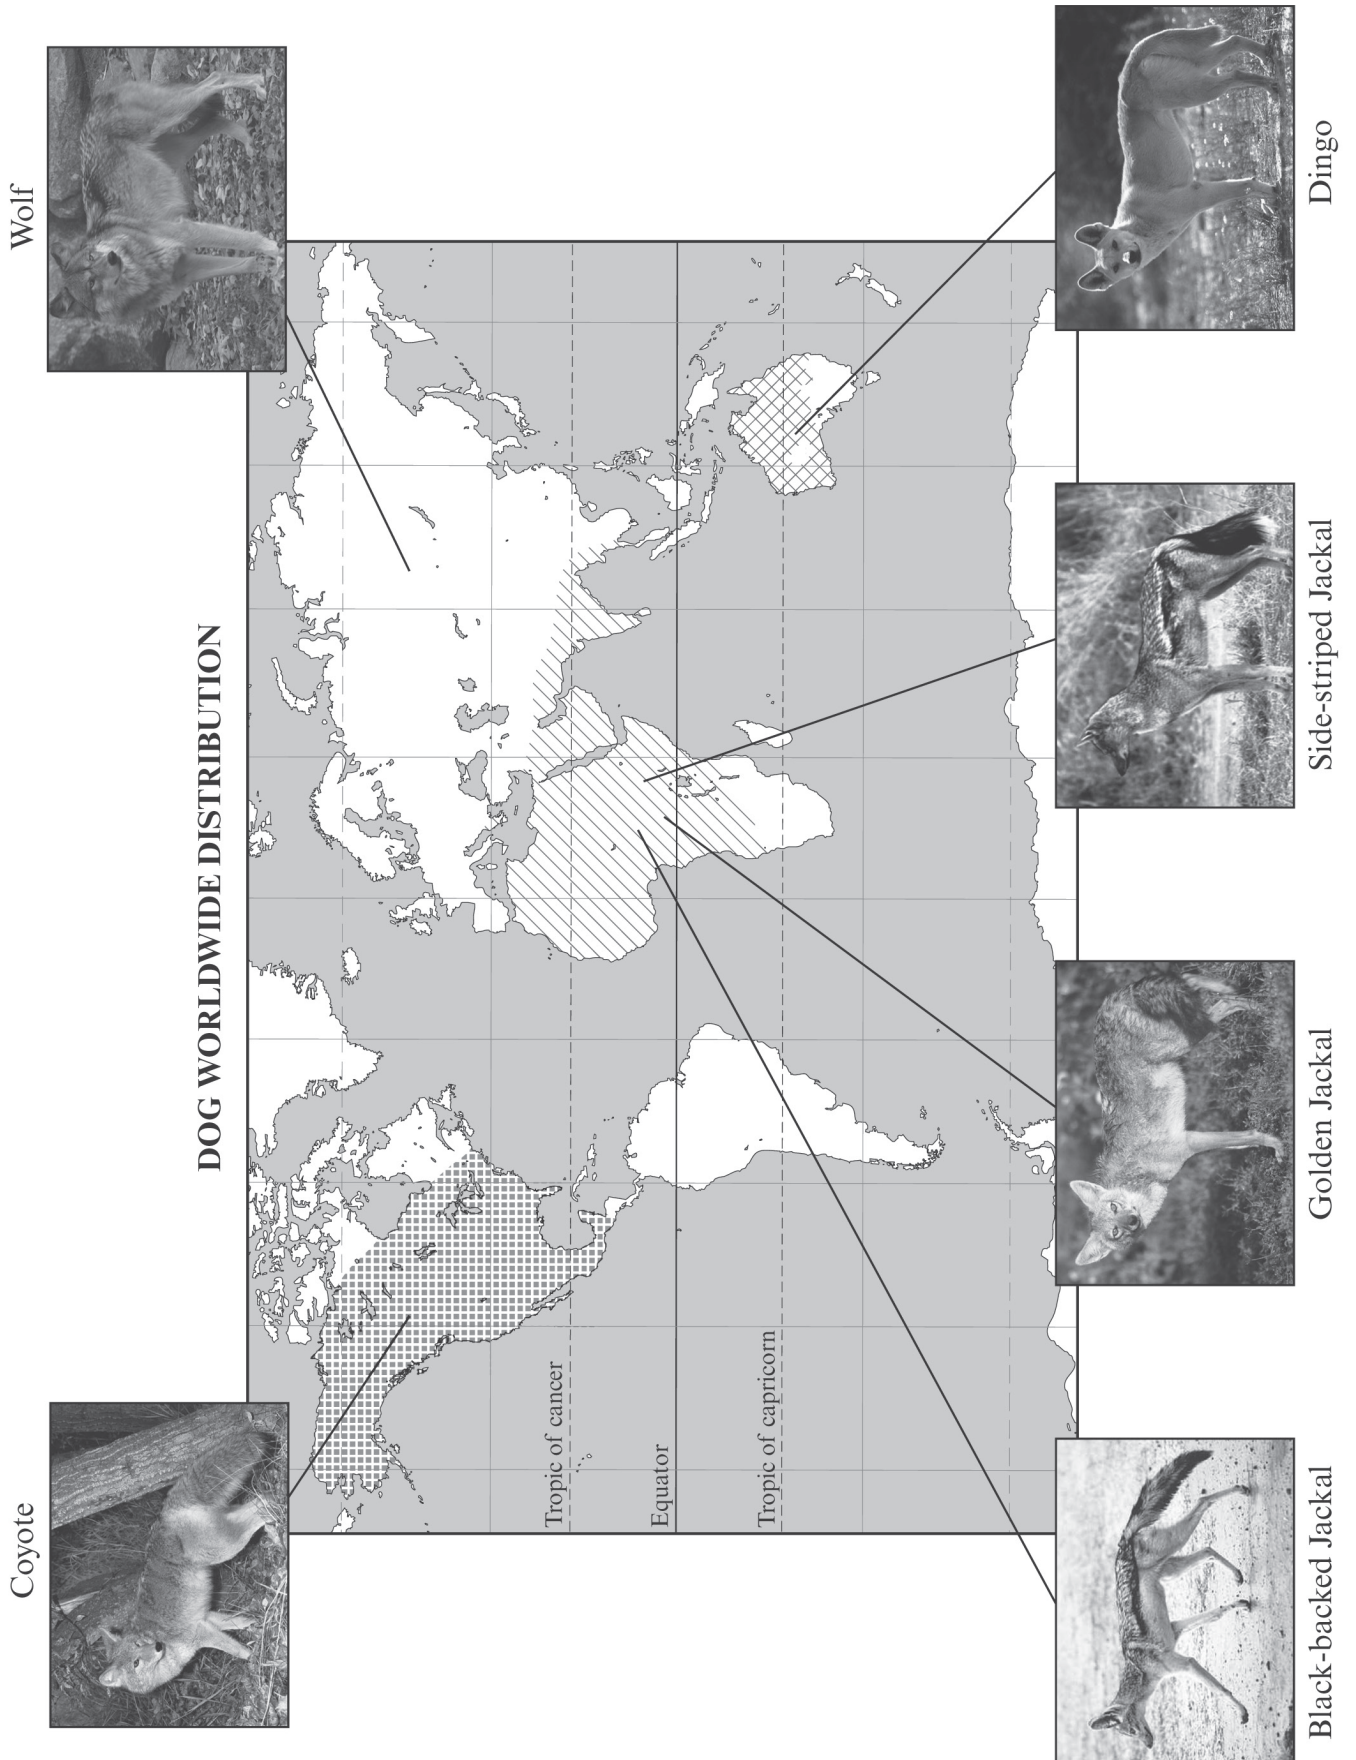 DOG WORLDWIDE DISTRIBUTION
Coyote
Wolf
Tropic of cancer
Equator
Tropic of capricorn
Black-backed Jackal
Golden Jackal
Side-striped Jackal
Dingo